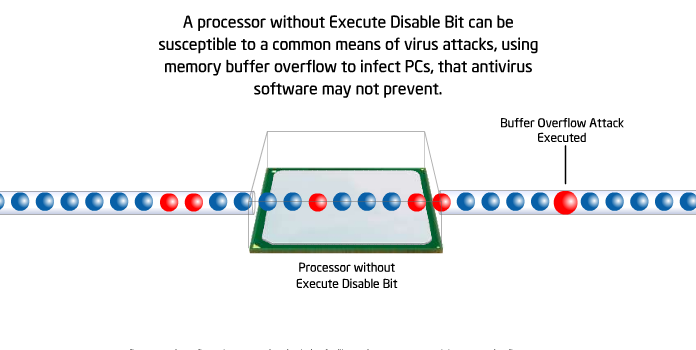 A processor without Execute Disable Bit can be
susceptible to a common means of virus attacks, using
memory buffer overflow to infect PCs, that antivirus
software may not prevent.
Buffer Overflow Attack
Executed
Processor without
Execute Disable Bit